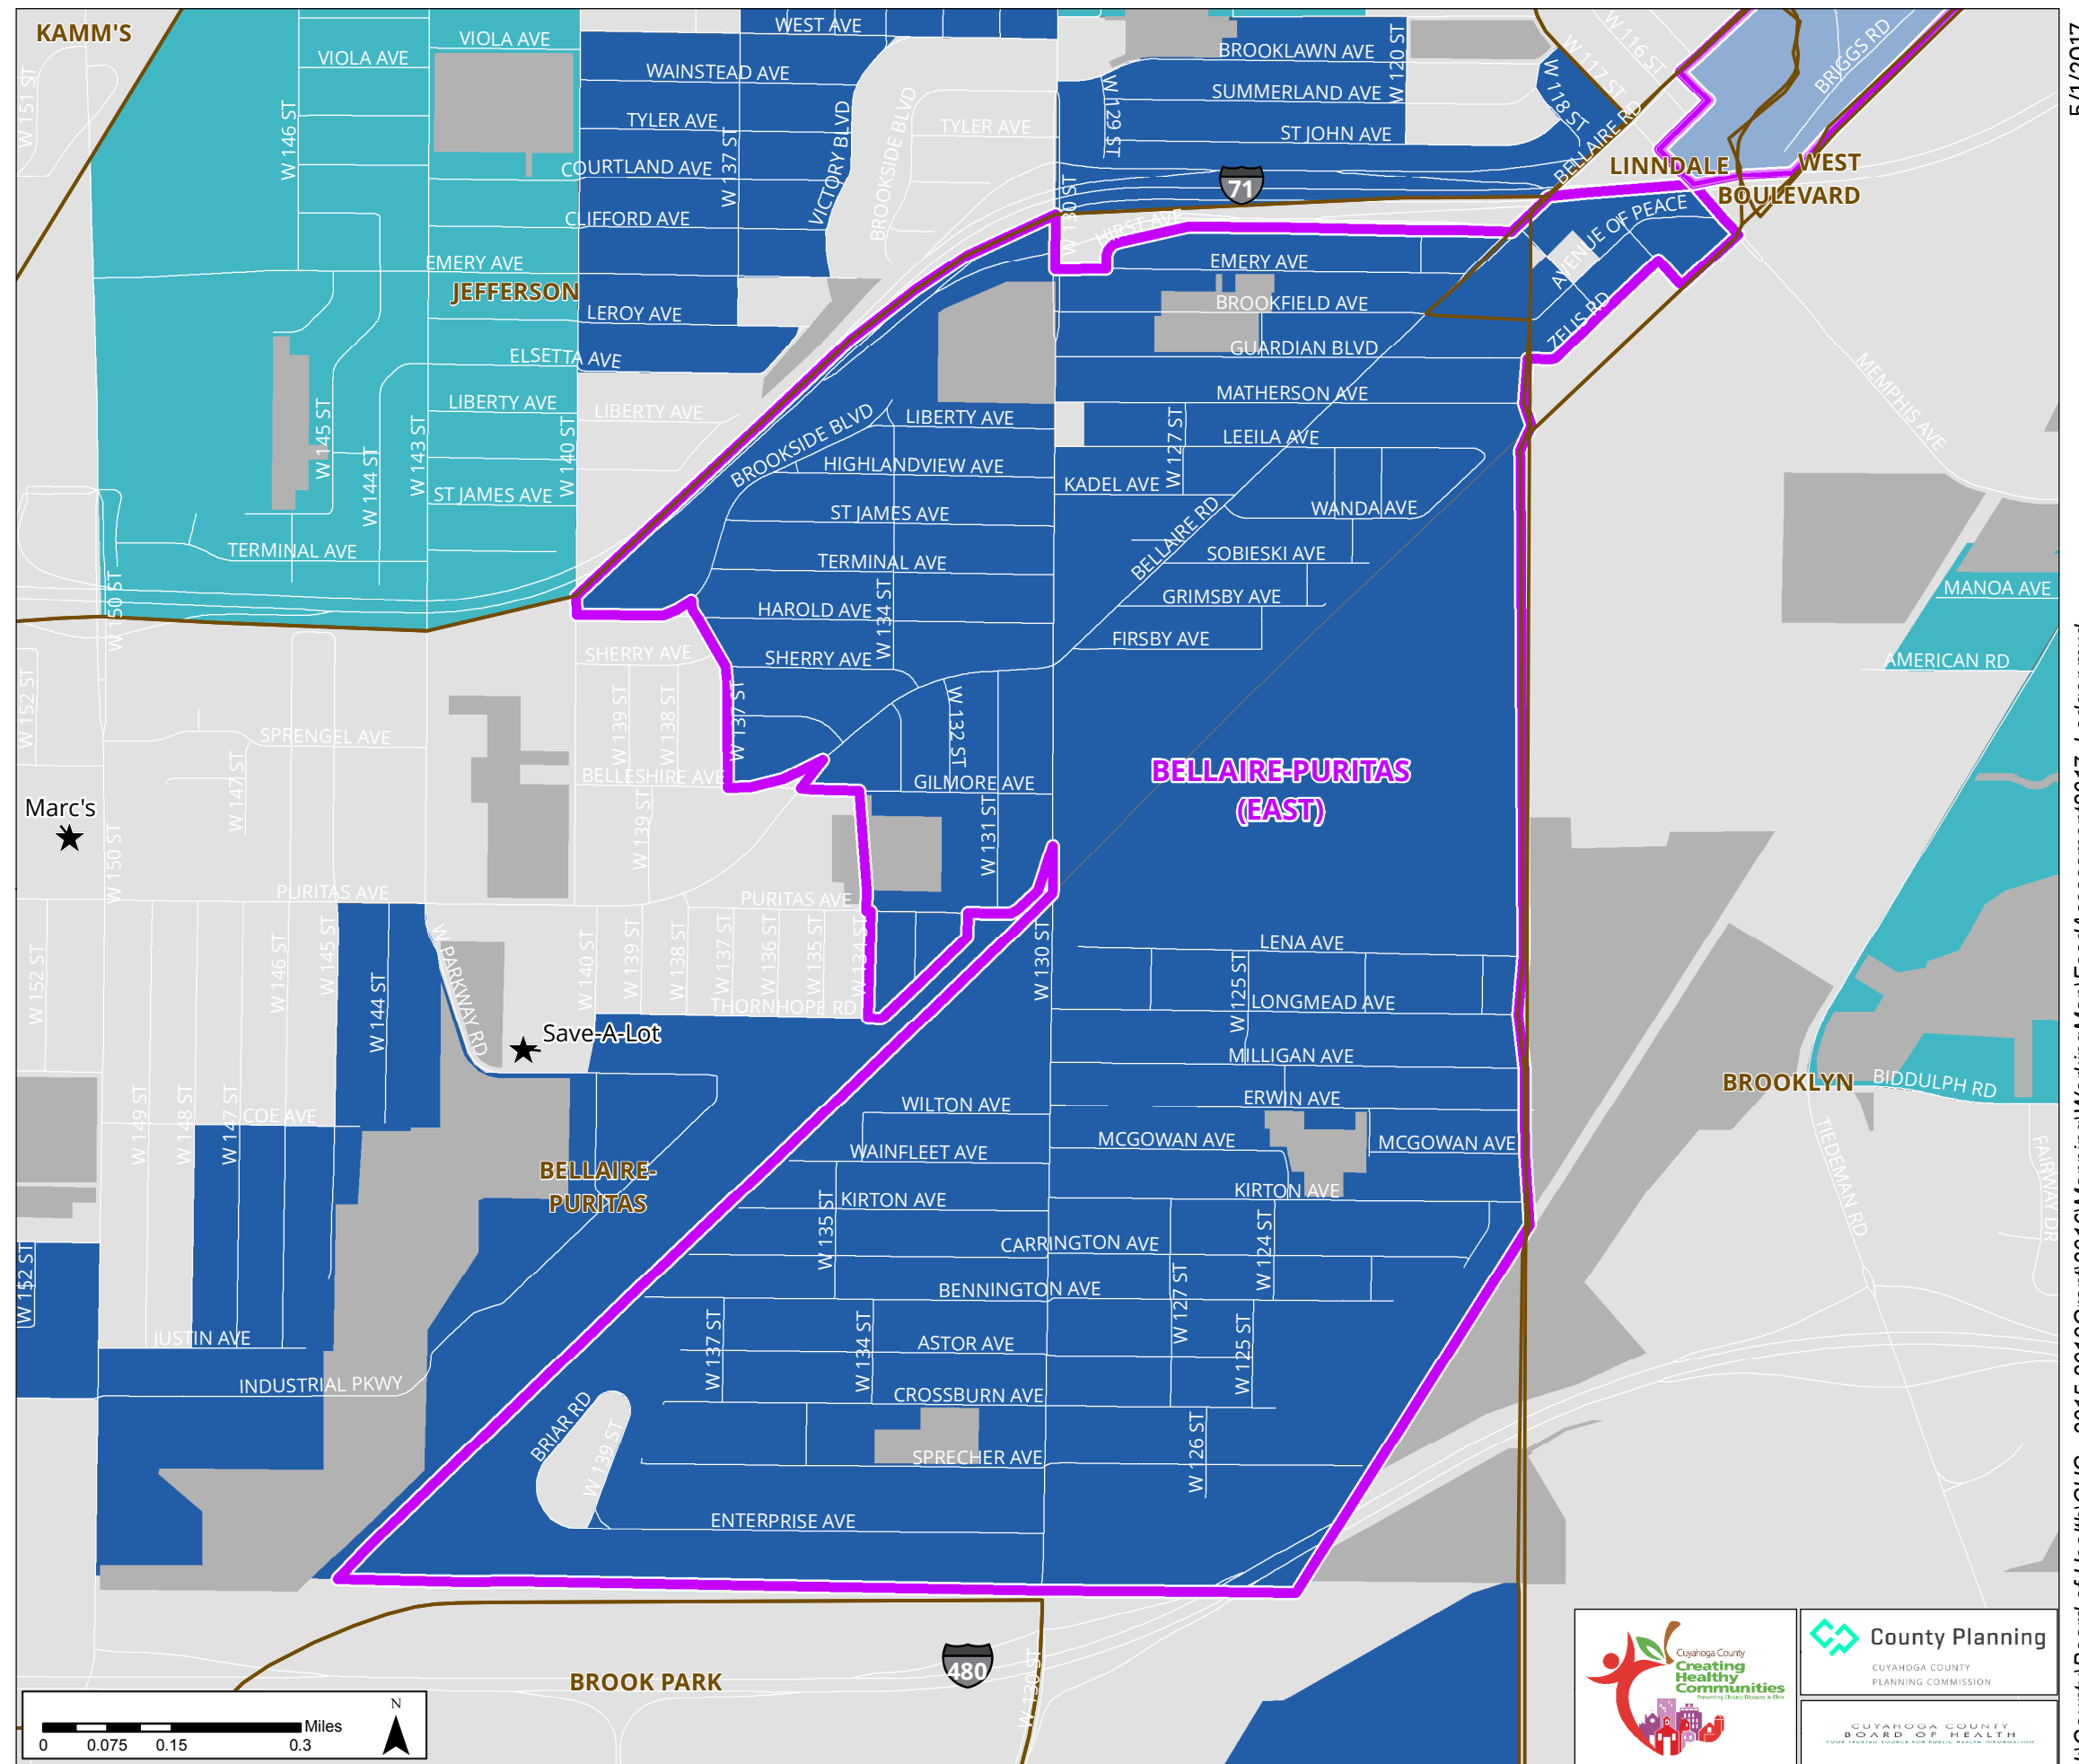 KAMM'S
VIOLA AVE
VIOLA AVE
WEST AVE
WAINSTEAD AVE
TYLER AVE
COURTLAND AVE
CLIFFORD AVE
EMERY AVE
JEFFERSON
LEROY AVE
ELSETTA AVE
LIBERTY AVE
LIBERTY AVE
ST JAMES AVE
TERMINAL AVE
W 151 ST
W 146 ST
W 145 ST
W 144 ST
W 143 ST
W 140 ST
W 150 ST
W 137 ST
VICTORY BLVD
BROOKSIDE BLVD
TYLER AVE
BROOKLAWN AVE
SUMMERLAND AVE
ST JOHN AVE
W 129 ST
W 120 ST
W 118 ST
W 117 ST
W 116 ST
BELLAIRE RD
BRIGGS RD
LINNDALE
WEST
BOULEVARD
71
W 130 ST
HIRST AVE
AVENUE OF PEACE
EMERY AVE
BROOKFIELD AVE
ZELIS RD
GUARDIAN BLVD
MATHERSON AVE
MEMPHIS AVE
BROOKSIDE BLVD
LIBERTY AVE
W 127 ST
LEEILA AVE
HIGHLANDVIEW AVE
KADEL AVE
ST JAMES AVE
WANDA AVE
BELLAIRE RD
TERMINAL AVE
SOBIESKI AVE
W 134 ST
HAROLD AVE
GRIMSBY AVE
FIRSBY AVE
SHERRY AVE
SHERRY AVE
MANOA AVE
AMERICAN RD
W 152 ST
SPRENGEL AVE
W 147 ST
W 139 ST
W 138 ST
W 137 ST
W 132 ST
BELLESHIRE AVE
GILMORE AVE
W 139 ST
W 131 ST
BELLAIRE-PURITAS
(EAST)
Marc's
W 150 ST
PURITAS AVE
PURITAS AVE
W 152 ST
W 146 ST
W 145 ST
W 144 ST
W PARKWAY RD
W 140 ST
W 139 ST
W 138 ST
W 137 ST
W 136 ST
W 135 ST
W 134 ST
THORNHOPE RD
W 130 ST
LENA AVE
W 125 ST
LONGMEAD AVE
Save-A-Lot
MILLIGAN AVE
BROOKLYN
BIDDULPH RD
WILTON AVE
ERWIN AVE
W 149 ST
W 148 ST
W 147 ST
COE AVE
MCGOWAN AVE
MCGOWAN AVE
WAINFLEET AVE
TIEDEMAN RD
FAIRWAY DR
BELLAIRE-
PURITAS
KIRTON AVE
KIRTON AVE
W 135 ST
CARRINGTON AVE
W 124 ST
W 152 ST
BENNINGTON AVE
W 127 ST
JUSTIN AVE
W 137 ST
W 134 ST
ASTOR AVE
W 125 ST
INDUSTRIAL PKWY
CROSSBURN AVE
BRIAR RD
W 139 ST
SPRECHER AVE
W 126 ST
ENTERPRISE AVE
480
BROOK PARK
W 130 ST
N
Miles
0 0.075 0.15 0.3
Cuyahoga County
Creating
Healthy
Communities
Preventing Chronic Diseases in Ohio
County Planning
CUYAHOGA COUNTY
PLANNING COMMISSION
CUYAHOGA COUNTY
BOARD OF HEALTH
YOUR TRUSTED SOURCE FOR PUBLIC HEALTH INFORMATION
5/1/2017